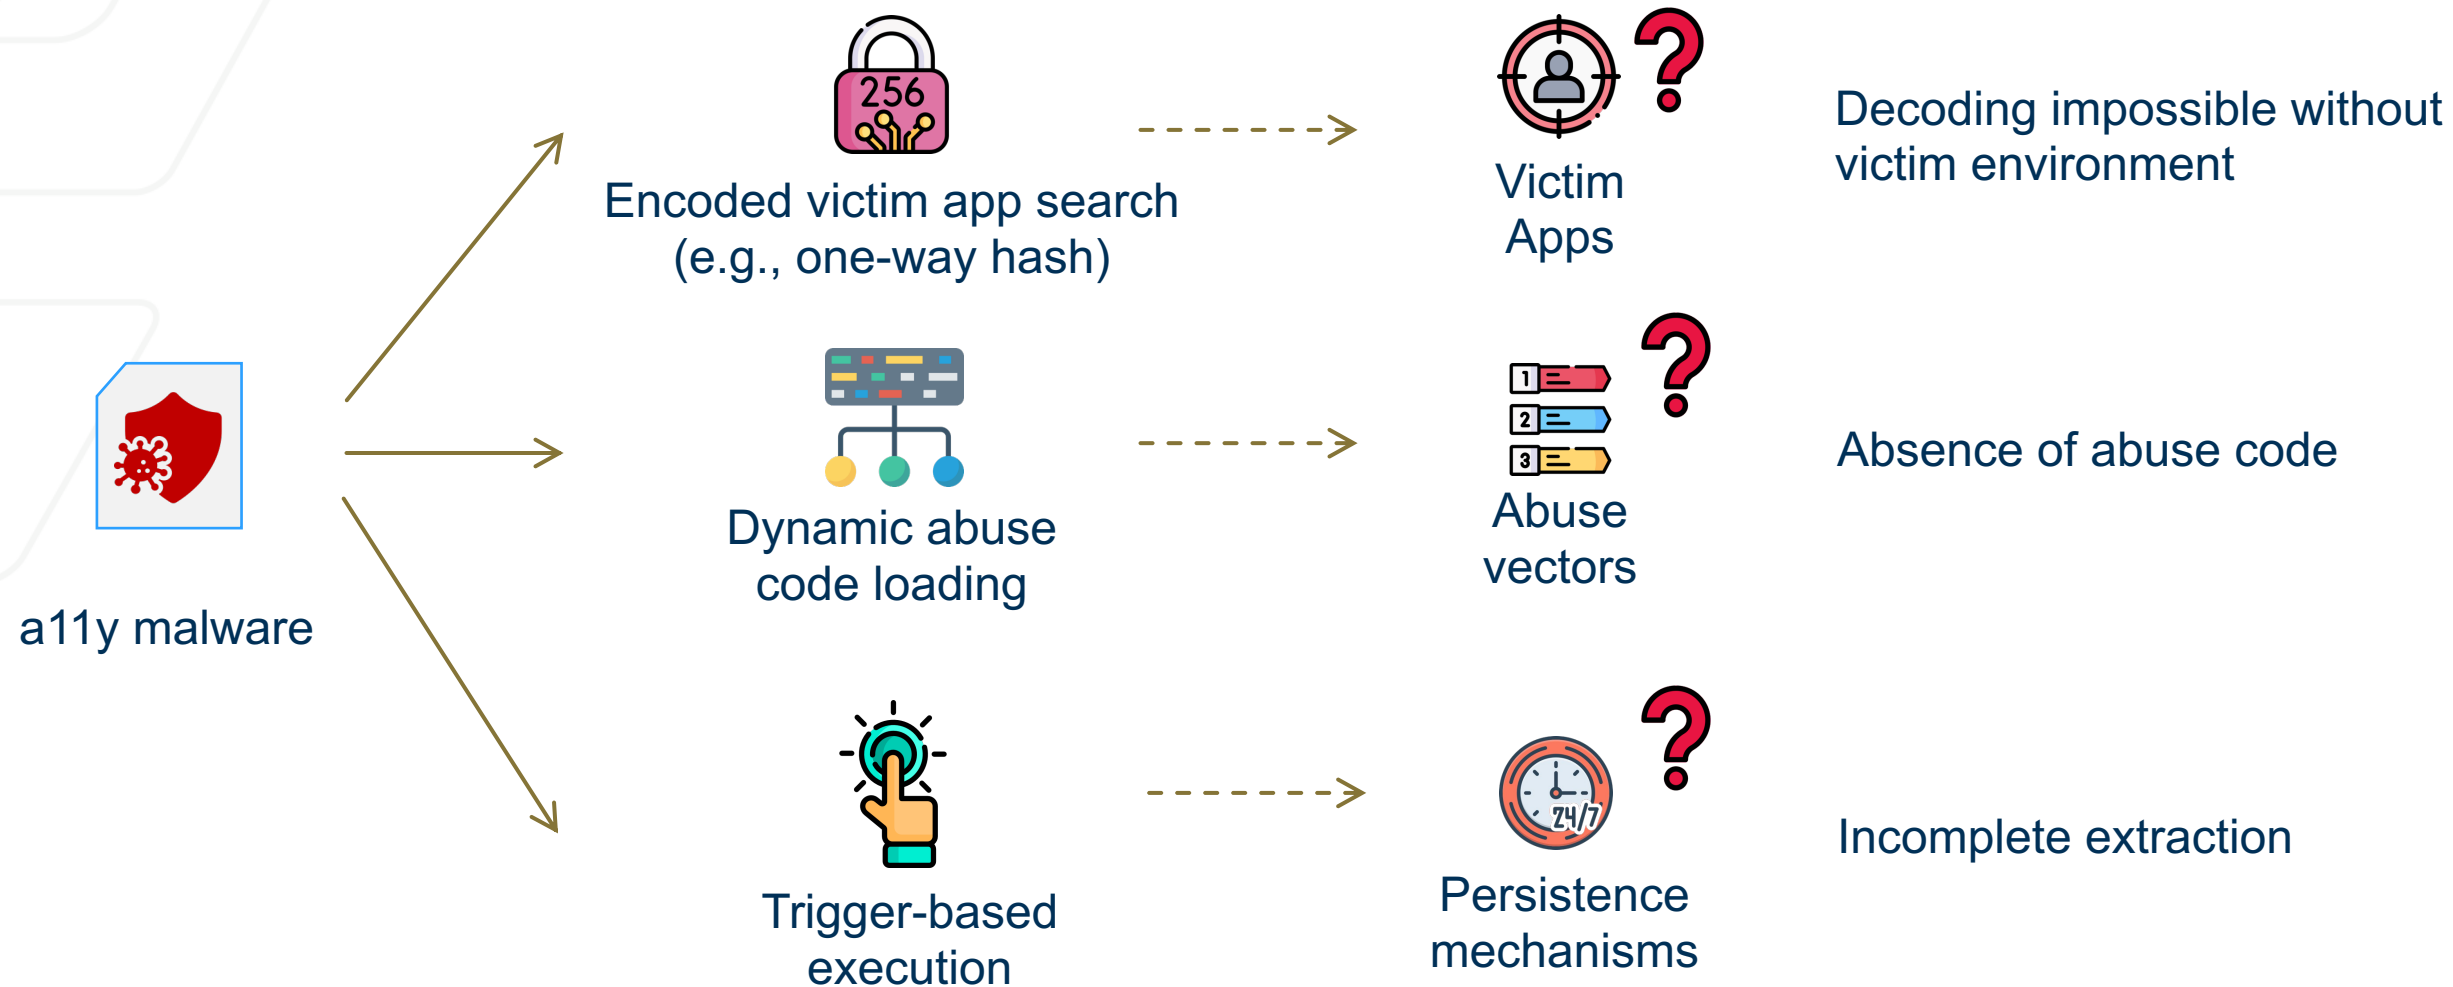 a11y malware
256
Encoded victim app search
(e.g., one-way hash)
Victim
Apps
Decoding impossible without
victim environment
Dynamic abuse
code loading
1
2
3
Abuse
vectors
Absence of abuse code
Trigger-based
execution
24/7
Persistence
mechanisms
Incomplete extraction